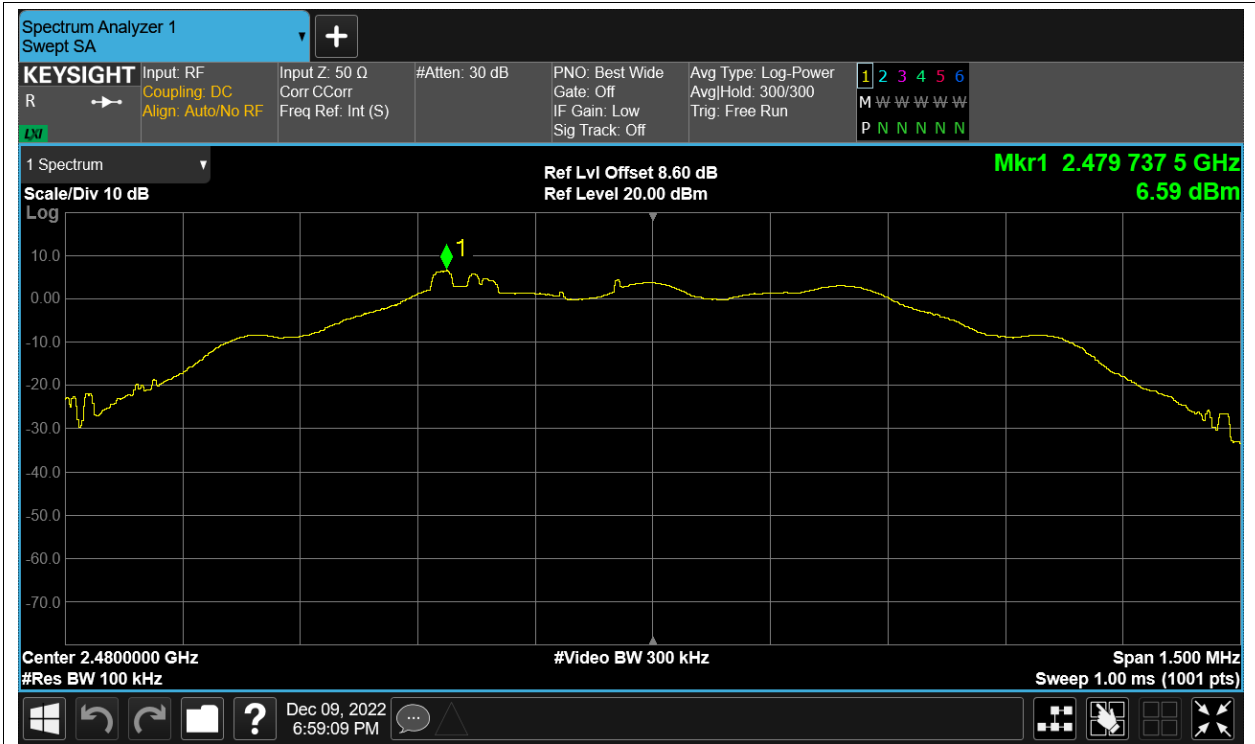 Spectrum Analyzer 1
Swept SA
KEYSIGHT
R
LXI
Input: RF
Coupling: DC
Align: Auto/No RF
Input Z: 50 Ω
Corr CCorr
Freq Ref: Int (S)
#Atten: 30 dB
PNO: Best Wide
Gate: Off
IF Gain: Low
Sig Track: Off
Avg Type: Log-Power
Avg|Hold: 300/300
Trig: Free Run
1 2 3 4 5 6
M W W W W W W
P N N N N N N
1 Spectrum
Scale/Div 10 dB
Ref Lvl Offset 8.60 dB
Ref Level 20.00 dBm
Mkr1 2.479 737 5 GHz
6.59 dBm
Log
1
10.0
0.00
-10.0
-20.0
-30.0
-40.0
-50.0
-60.0
-70.0
Center 2.4800000 GHz
#Res BW 100 kHz
#Video BW 300 kHz
Span 1.500 MHz
Sweep 1.00 ms (1001 pts)
?
Dec 09, 2022
6:59:09 PM